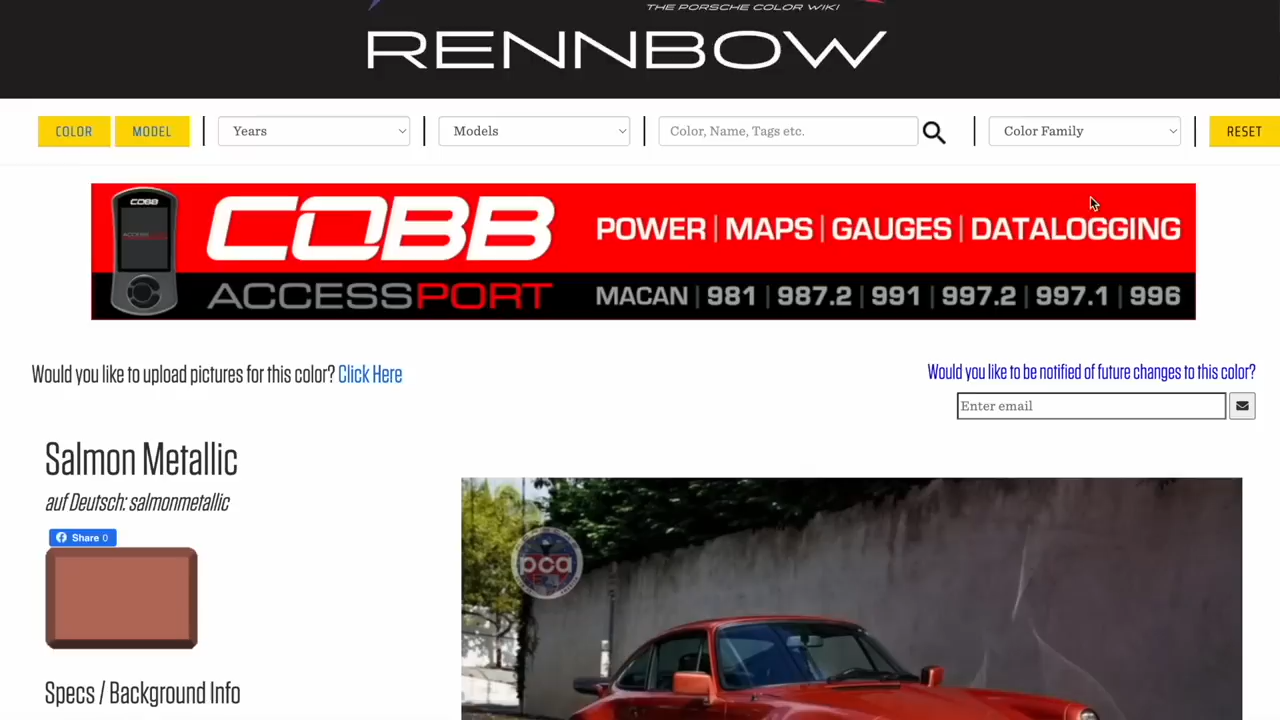 THE PORSCHE COLOR WIKI
RENNBOW
COLOR MODEL Years Models Color, Name, Tags etc. Color Family RESET
COBB
COBB POWER | MAPS | GAUGES | DATALOGGING
ACCESSPORT MACAN | 981 | 987.2 | 991 | 997.2 | 997.1 | 996
Would you like to upload pictures for this color? Click Here
Would you like to be notified of future changes to this color?
Enter email
Salmon Metallic
auf Deutsch: salmonmetallic
Share 0
pca
Specs / Background Info